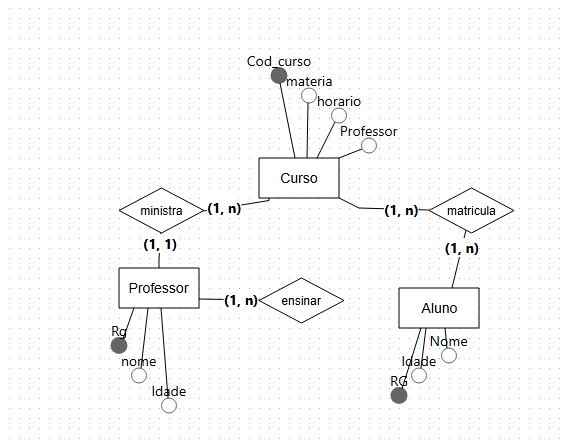 Cod_curso
materia
horario
Professor
Curso
ministra
(1, n)
(1, n)
matricula
(1, 1)
(1, n)
Professor
(1, n)
ensinar
Aluno
Rg
nome
Idade
Nome
Idade
RG